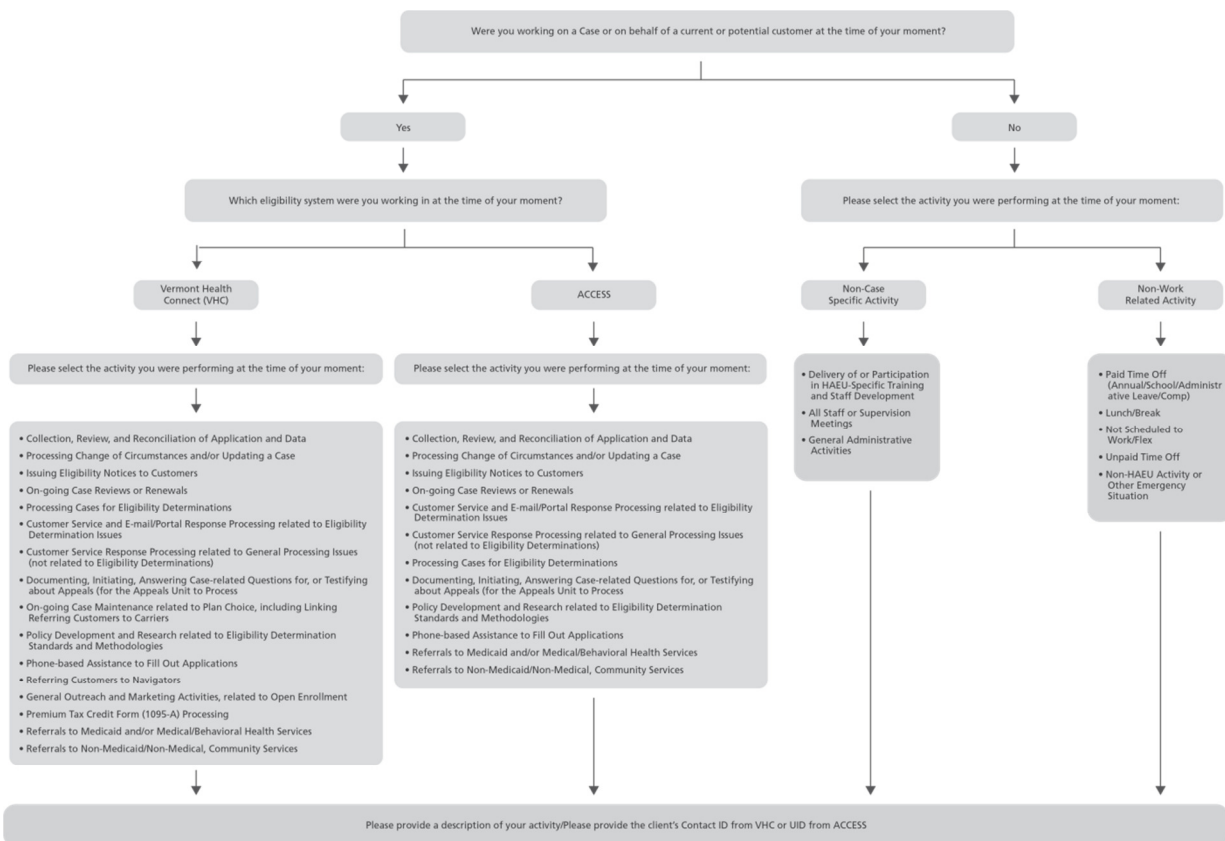 Were you working on a Case or on behalf of a current or potential customer at the time of your moment?
Yes
No
Which eligibility system were you working in at the time of your moment?
Please select the activity you were performing at the time of your moment:
Vermont Health
Connect (VHC)
ACCESS
Non-Case
Specific Activity
Non-Work
Related Activity
Please select the activity you were performing at the time of your moment:
Please select the activity you were performing at the time of your moment:
• Collection, Review, and Reconciliation of Application and Data
• Processing Change of Circumstances and/or Updating a Case
• Issuing Eligibility Notices to Customers
• On-going Case Reviews or Renewals
• Processing Cases for Eligibility Determinations
• Customer Service and E-mail/Portal Response Processing related to Eligibility
Determination Issues
• Customer Service Response Processing related to General Processing Issues
(not related to Eligibility Determinations)
• Documenting, Initiating, Answering Case-related Questions for, or Testifying
about Appeals (for the Appeals Unit to Process
• On-going Case Maintenance related to Plan Choice, including Linking
Referring Customers to Carriers
• Policy Development and Research related to Eligibility Determination
Standards and Methodologies
• Phone-based Assistance to Fill Out Applications
• Referring Customers to Navigators
• General Outreach and Marketing Activities, related to Open Enrollment
• Premium Tax Credit Form (1095-A) Processing
• Referrals to Medicaid and/or Medical/Behavioral Health Services
• Referrals to Non-Medicaid/Non-Medical, Community Services
• Collection, Review, and Reconciliation of Application and Data
• Processing Change of Circumstances and/or Updating a Case
• Issuing Eligibility Notices to Customers
• On-going Case Reviews or Renewals
• Customer Service and E-mail/Portal Response Processing related to Eligibility
Determination Issues
• Customer Service Response Processing related to General Processing Issues
(not related to Eligibility Determinations)
• Processing Cases for Eligibility Determinations
• Documenting, Initiating, Answering Case-related Questions for, or Testifying
about Appeals (for the Appeals Unit to Process
• Policy Development and Research related to Eligibility Determination
Standards and Methodologies
• Phone-based Assistance to Fill Out Applications
• Referrals to Medicaid and/or Medical/Behavioral Health Services
• Referrals to Non-Medicaid/Non-Medical, Community Services
• Delivery of or Participation
in HAEU-Specific Training
and Staff Development
• All Staff or Supervision
Meetings
• General Administrative
Activities
• Paid Time Off
(Annual/School/Administr
ative Leave/Comp)
• Lunch/Break
• Not Scheduled to
Work/Flex
• Unpaid Time Off
• Non-HAEU Activity or
Other Emergency
Situation
Please provide a description of your activity/Please provide the client's Contact ID from VHC or UID from ACCESS